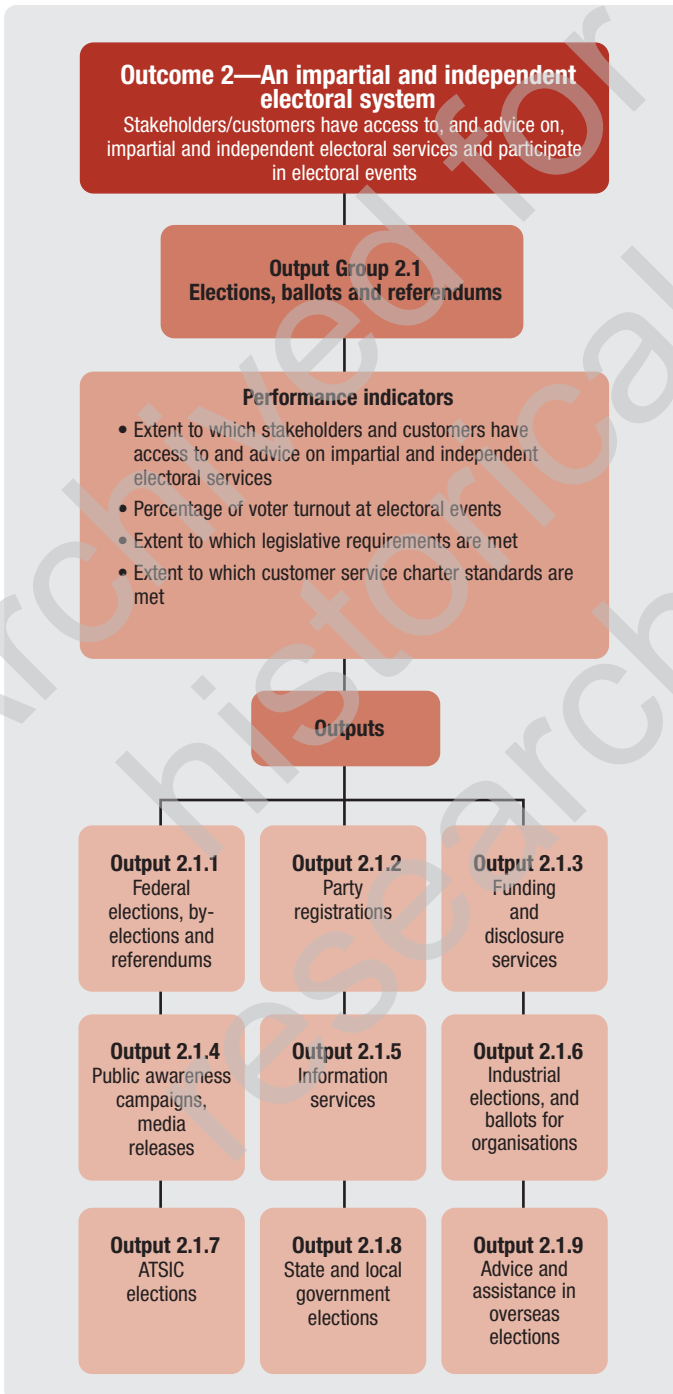 Outcome 2—An impartial and independent
electoral system
Stakeholders/customers have access to, and advice on,
impartial and independent electoral services and participate
in electoral events
Output Group 2.1
Elections, ballots and referendums
Performance indicators
• Extent to which stakeholders and customers have
access to and advice on impartial and independent
electoral services
• Percentage of voter turnout at electoral events
• Extent to which legislative requirements are met
• Extent to which customer service charter standards are
met
Outputs
Output 2.1.1
Federal
elections, by-
elections and
referendums
Output 2.1.2
Party
registrations
Output 2.1.3
Funding
and
disclosure
services
Output 2.1.4
Public awareness
campaigns,
media
releases
Output 2.1.5
Information
services
Output 2.1.6
Industrial
elections, and
ballots for
organisations
Output 2.1.7
ATSIC
elections
Output 2.1.8
State and local
government
elections
Output 2.1.9
Advice and
assistance in
overseas
elections
Archived for
historical
research